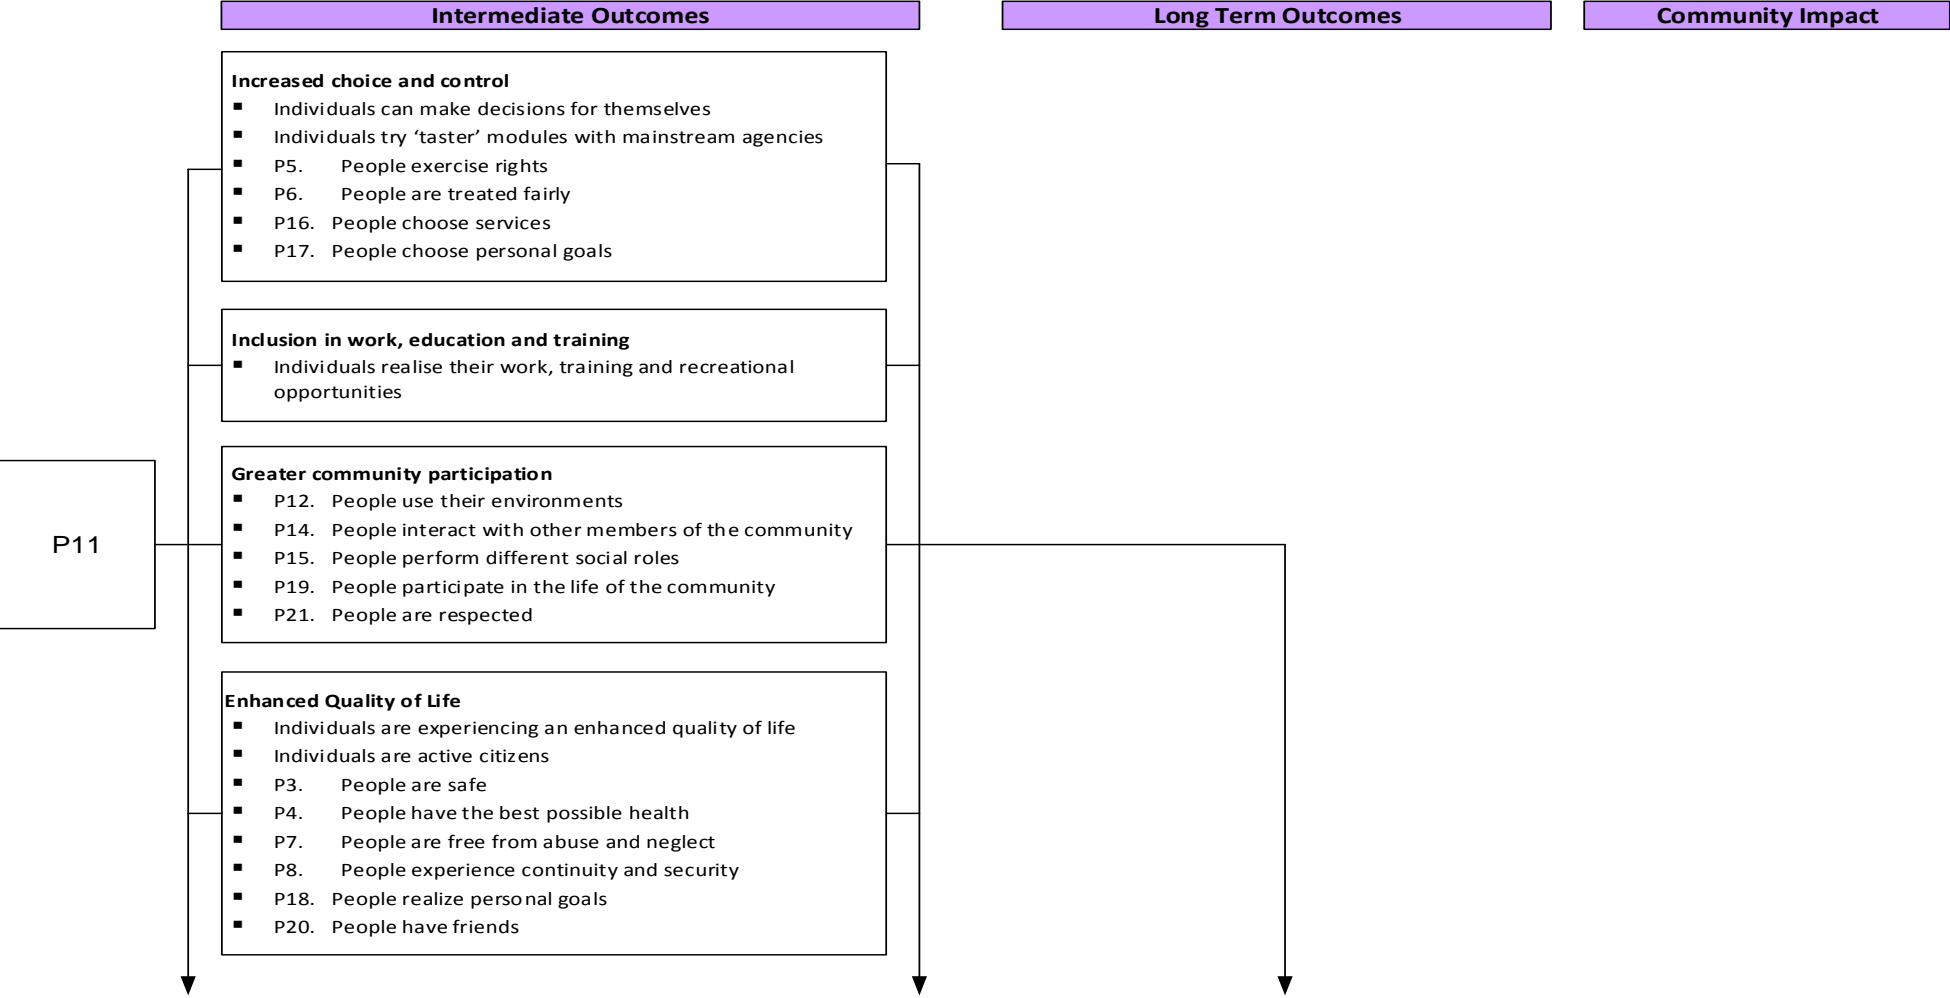 Intermediate Outcomes
Long Term Outcomes
Community Impact
Increased choice and control
▪ Individuals can make decisions for themselves
▪ Individuals try ‘taster’ modules with mainstream agencies
▪ P5. People exercise rights
▪ P6. People are treated fairly
▪ P16. People choose services
▪ P17. People choose personal goals
Inclusion in work, education and training
▪ Individuals realise their work, training and recreational
opportunities
P11
Greater community participation
▪ P12. People use their environments
▪ P14. People interact with other members of the community
▪ P15. People perform different social roles
▪ P19. People participate in the life of the community
▪ P21. People are respected
Enhanced Quality of Life
▪ Individuals are experiencing an enhanced quality of life
▪ Individuals are active citizens
▪ P3. People are safe
▪ P4. People have the best possible health
▪ P7. People are free from abuse and neglect
▪ P8. People experience continuity and security
▪ P18. People realize personal goals
▪ P20. People have friends